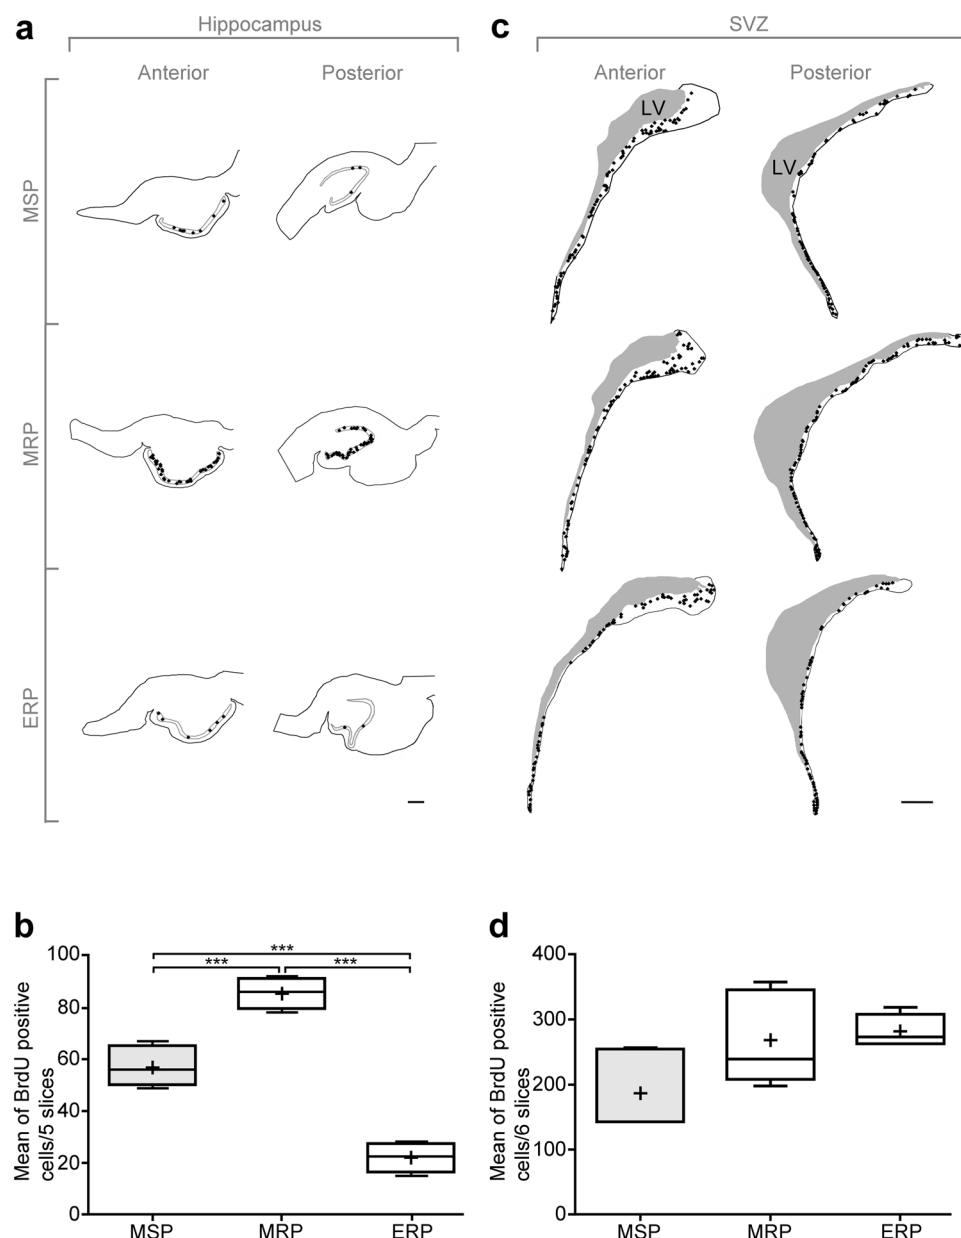 a
Hippocampus
Anterior
Posterior
MSP
MRP
ERP
c
SVZ
Anterior
Posterior
LV
LV
b
Mean of BrdU positive
cells/5 slices
100
80
60
40
20
0
***
***
***
MSP
MRP
ERP
d
Mean of BrdU positive
cells/6 slices
400
300
200
100
0
MSP
MRP
ERP